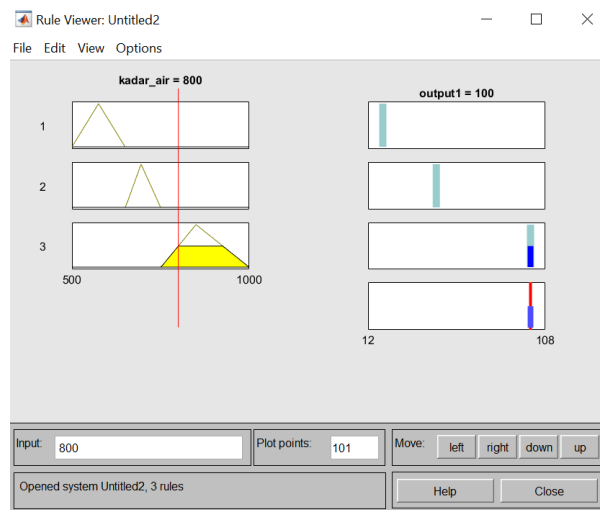 Rule Viewer: Untitled2
File Edit View Options
kadar_air = 800
output1 = 100
1
2
3
500 1000
12 108
Input: 800
Plot points: 101
Move: left right down up
Opened system Untitled2, 3 rules
Help Close